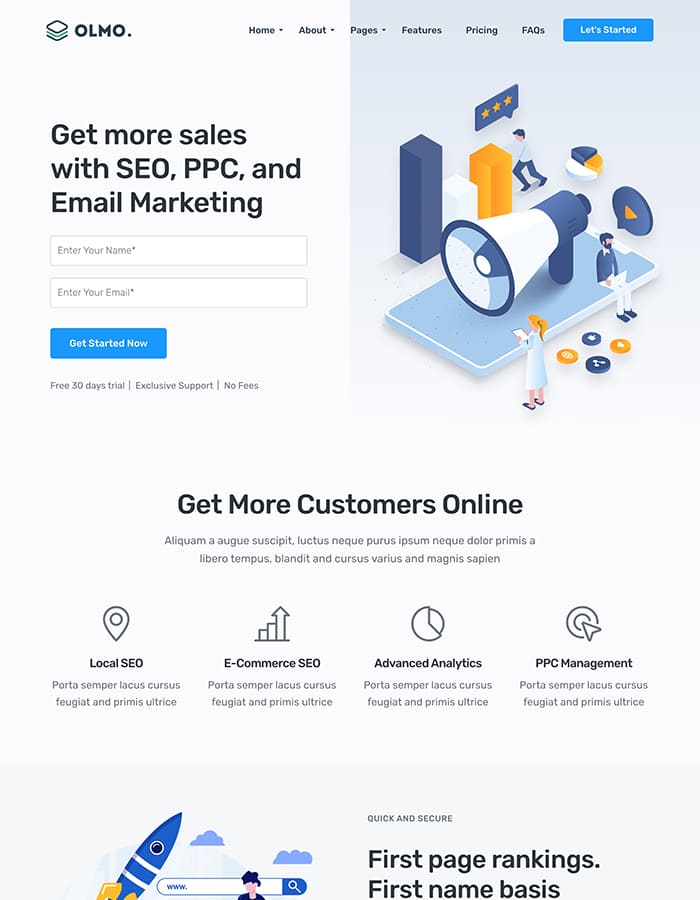 OLMO.
Home About Pages Features Pricing FAQs Let's Started
Get more sales
with SEO, PPC, and
Email Marketing
Enter Your Name*
Enter Your Email*
Get Started Now
Free 30 days trial | Exclusive Support | No Fees
Get More Customers Online
Aliquam a augue suscipit, luctus neque purus ipsum neque dolor primis a
libero tempus, blandit and cursus varius and magnis sapien
Local SEO
Porta semper lacus cursus
feugiat and primis ultrice
E-Commerce SEO
Porta semper lacus cursus
feugiat and primis ultrice
Advanced Analytics
Porta semper lacus cursus
feugiat and primis ultrice
PPC Management
Porta semper lacus cursus
feugiat and primis ultrice
www.
QUICK AND SECURE
First page rankings.
First name basis